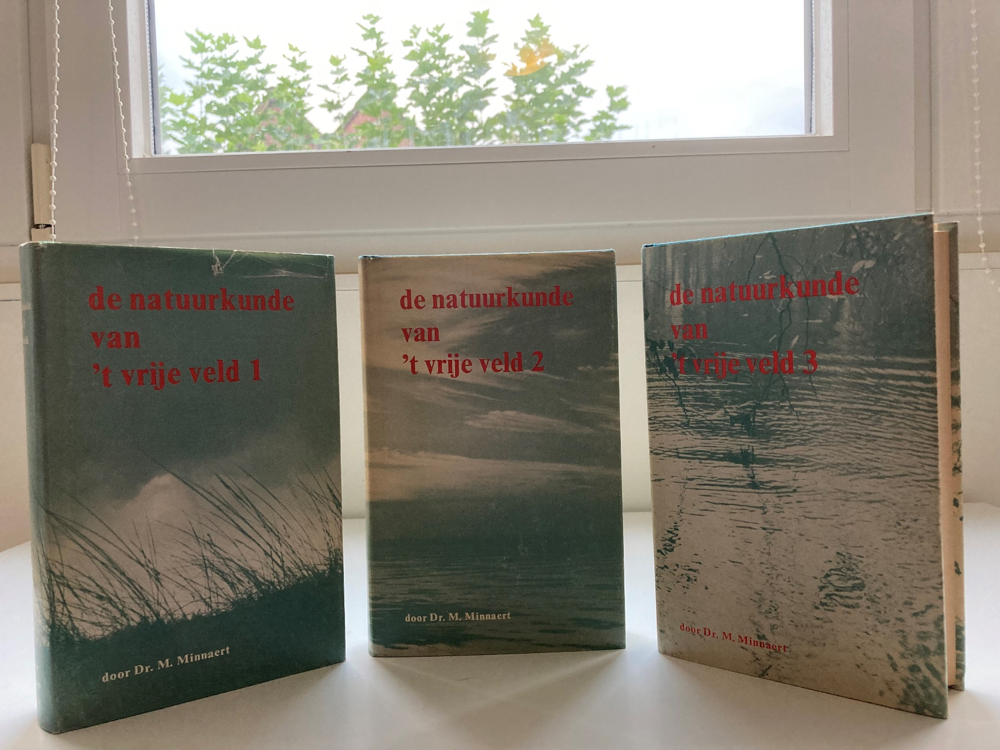 de natuurkunde
van
’t vrije veld 1
door Dr. M. Minnaert
de natuurkunde
van
’t vrije veld 2
door Dr. M. Minnaert
de natuurkunde
van
’t vrije veld 3
door Dr. M. Minnaert